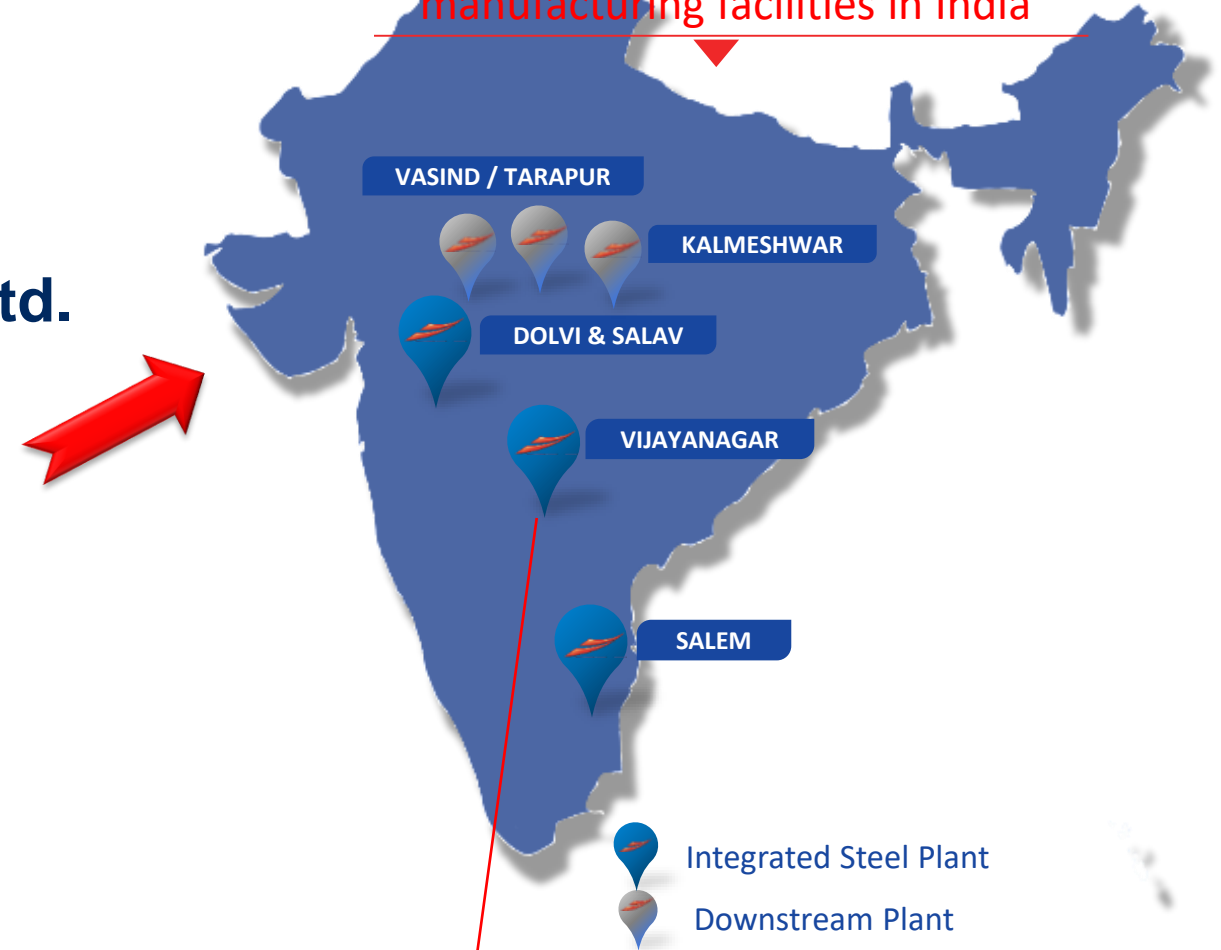 manufacturing facilities in India
VASIND / TARAPUR
KALMESHWAR
td.
DOLVI & SALAV
VIJAYANAGAR
SALEM
Integrated Steel Plant
Downstream Plant